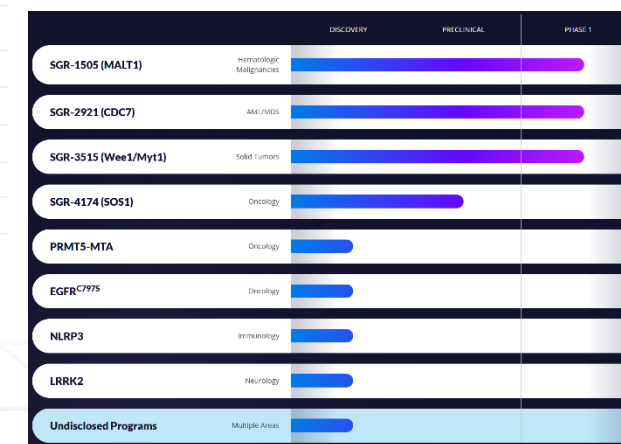 DISCOVERY PRECLINICAL PHASE 1
SGR-1505 (MALT1) Hematologic
Malignancies
SGR-2921 (CDC7) AML/MDS
SGR-3515 (Wee1/Myt1) Solid Tumors
SGR-4174 (SOS1) Oncology
PRMT5-MTA Oncology
EGFRC797S Oncology
NLRP3 Immunology
LRRK2 Neurology
Undisclosed Programs Multiple Areas